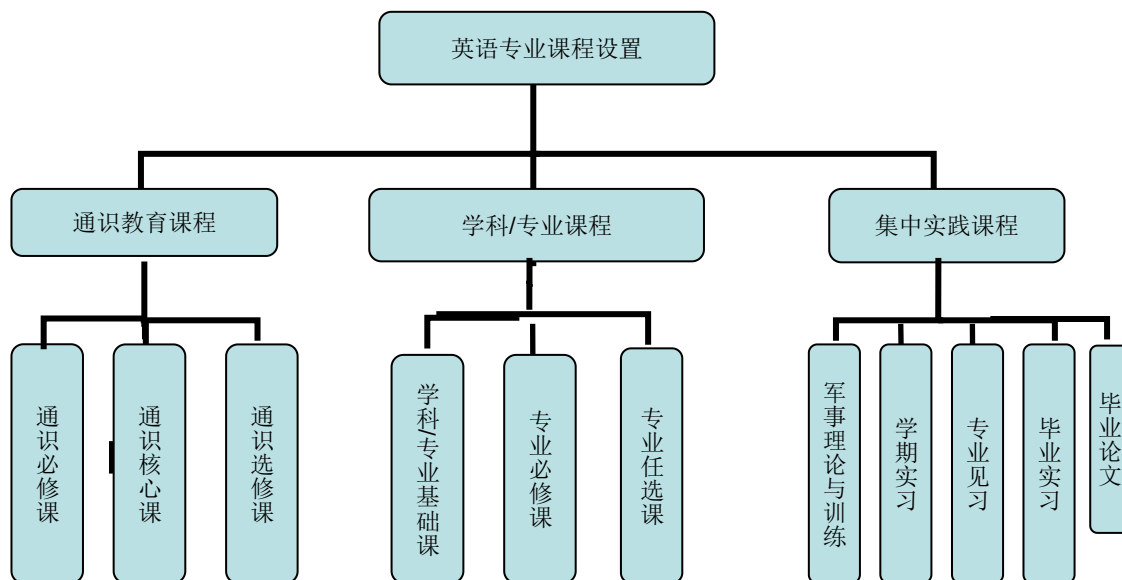 英语专业课程设置
通识教育课程
学科/专业课程
集中实践课程
通识必修课
通识核心课
通识选修课
学科/专业基础课
专业必修课
专业任选课
军事理论与训练
学期实习
专业见习
毕业实习
毕业论文